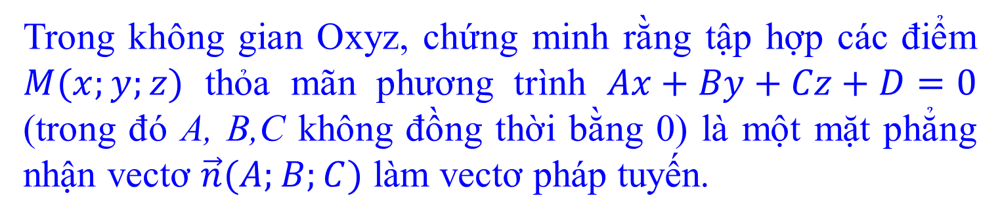 Trong không gian Oxyz, chứng minh rằng tập hợp các điểm
M(x; y; z) thỏa mãn phương trình Ax + By + Cz + D = 0
(trong đó A, B,C không đồng thời bằng 0) là một mặt phẳng
nhận vectơ n⃗(A; B; C) làm vectơ pháp tuyến.